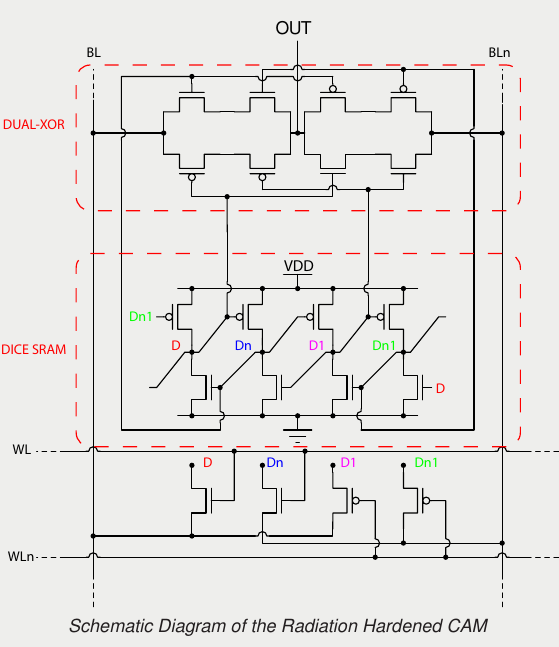 OUT
BL
BLn
DUAL-XOR
VDD
Dn1
D
Dn
D1
Dn1
DICE SRAM
D
WL
D
Dn
D1
Dn1
WLn
Schematic Diagram of the Radiation Hardened CAM